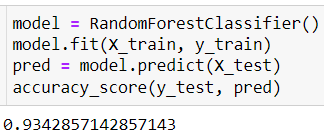 model = RandomForestClassifier()
model.fit(X_train, y_train)
pred = model.predict(X_test)
accuracy_score(y_test, pred)
0.9342857142857143